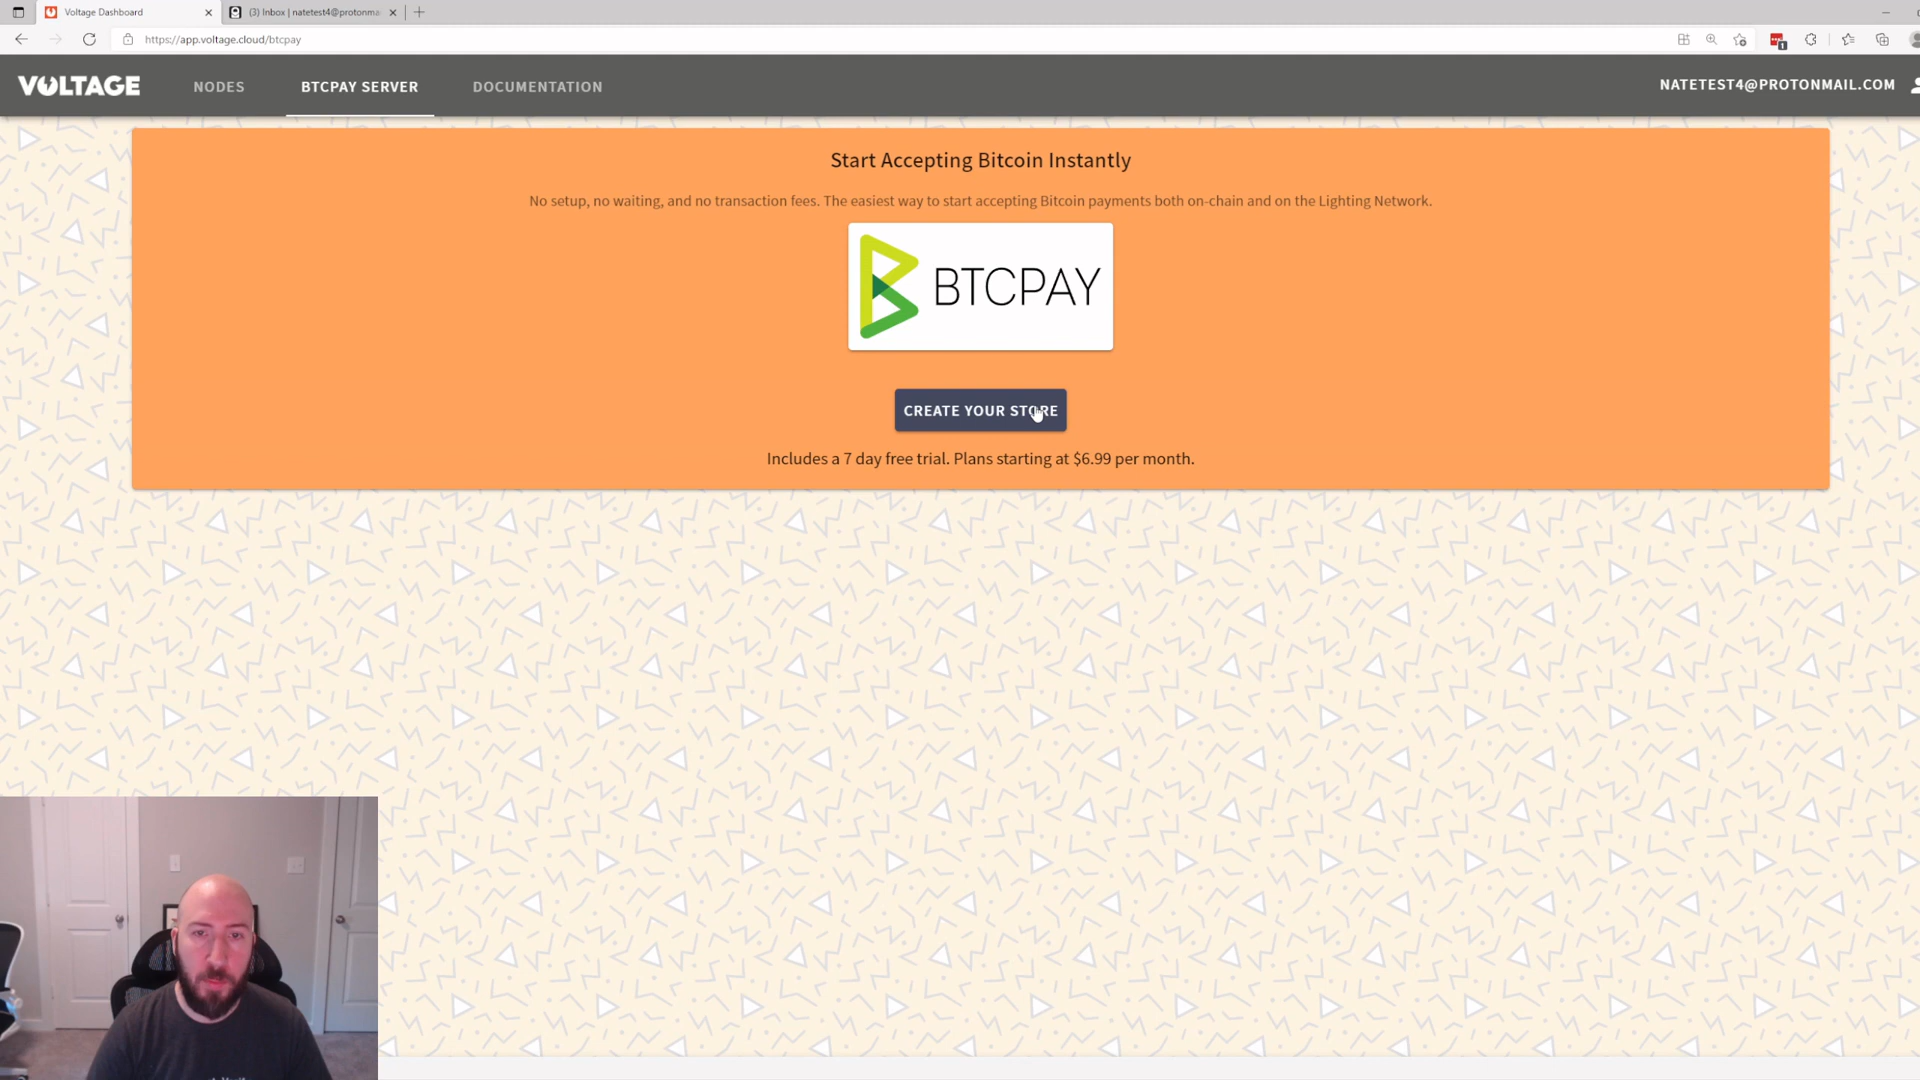 Voltage Dashboard
(3) Inbox | natetest4@protonma
https://app.voltage.cloud/btcpay
1
VOLTAGE
NODES
BTCPAY SERVER
DOCUMENTATION
NATETEST4@PROTONMAIL.COM
Start Accepting Bitcoin Instantly
No setup, no waiting, and no transaction fees. The easiest way to start accepting Bitcoin payments both on-chain and on the Lighting Network.
BTCPAY
CREATE YOUR STORE
Includes a 7 day free trial. Plans starting at $6.99 per month.